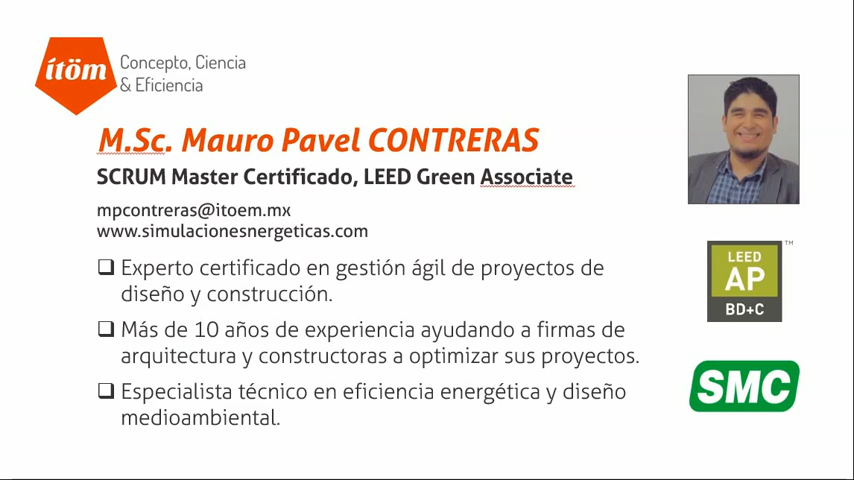 ítöm
Concepto, Ciencia
& Eficiencia
M.Sc. Mauro Pavel CONTRERAS
SCRUM Master Certificado, LEED Green Associate
mpcontreras@itoem.mx
www.simulacionesnergeticas.com
Experto certificado en gestión ágil de proyectos de
diseño y construcción.
Más de 10 años de experiencia ayudando a firmas de
arquitectura y constructoras a optimizar sus proyectos.
Especialista técnico en eficiencia energética y diseño
medioambiental.
LEED TM
AP
BD+C
SMC